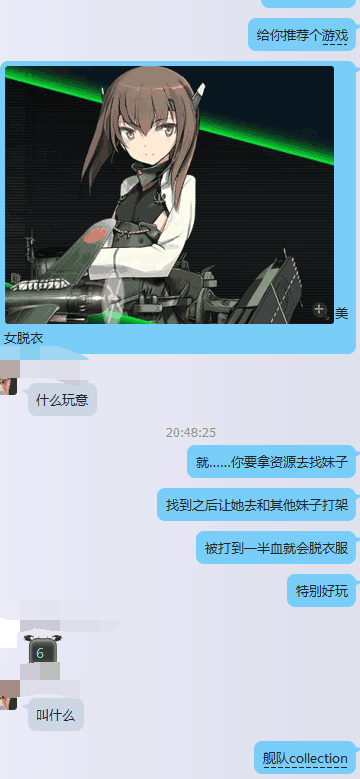 给你推荐个游戏
美
女脱衣
什么玩意
20:48:25
就......你要拿资源去找妹子
找到之后让她去和其他妹子打架
被打到一半血就会脱衣服
特别好玩
6
叫什么
舰队collection